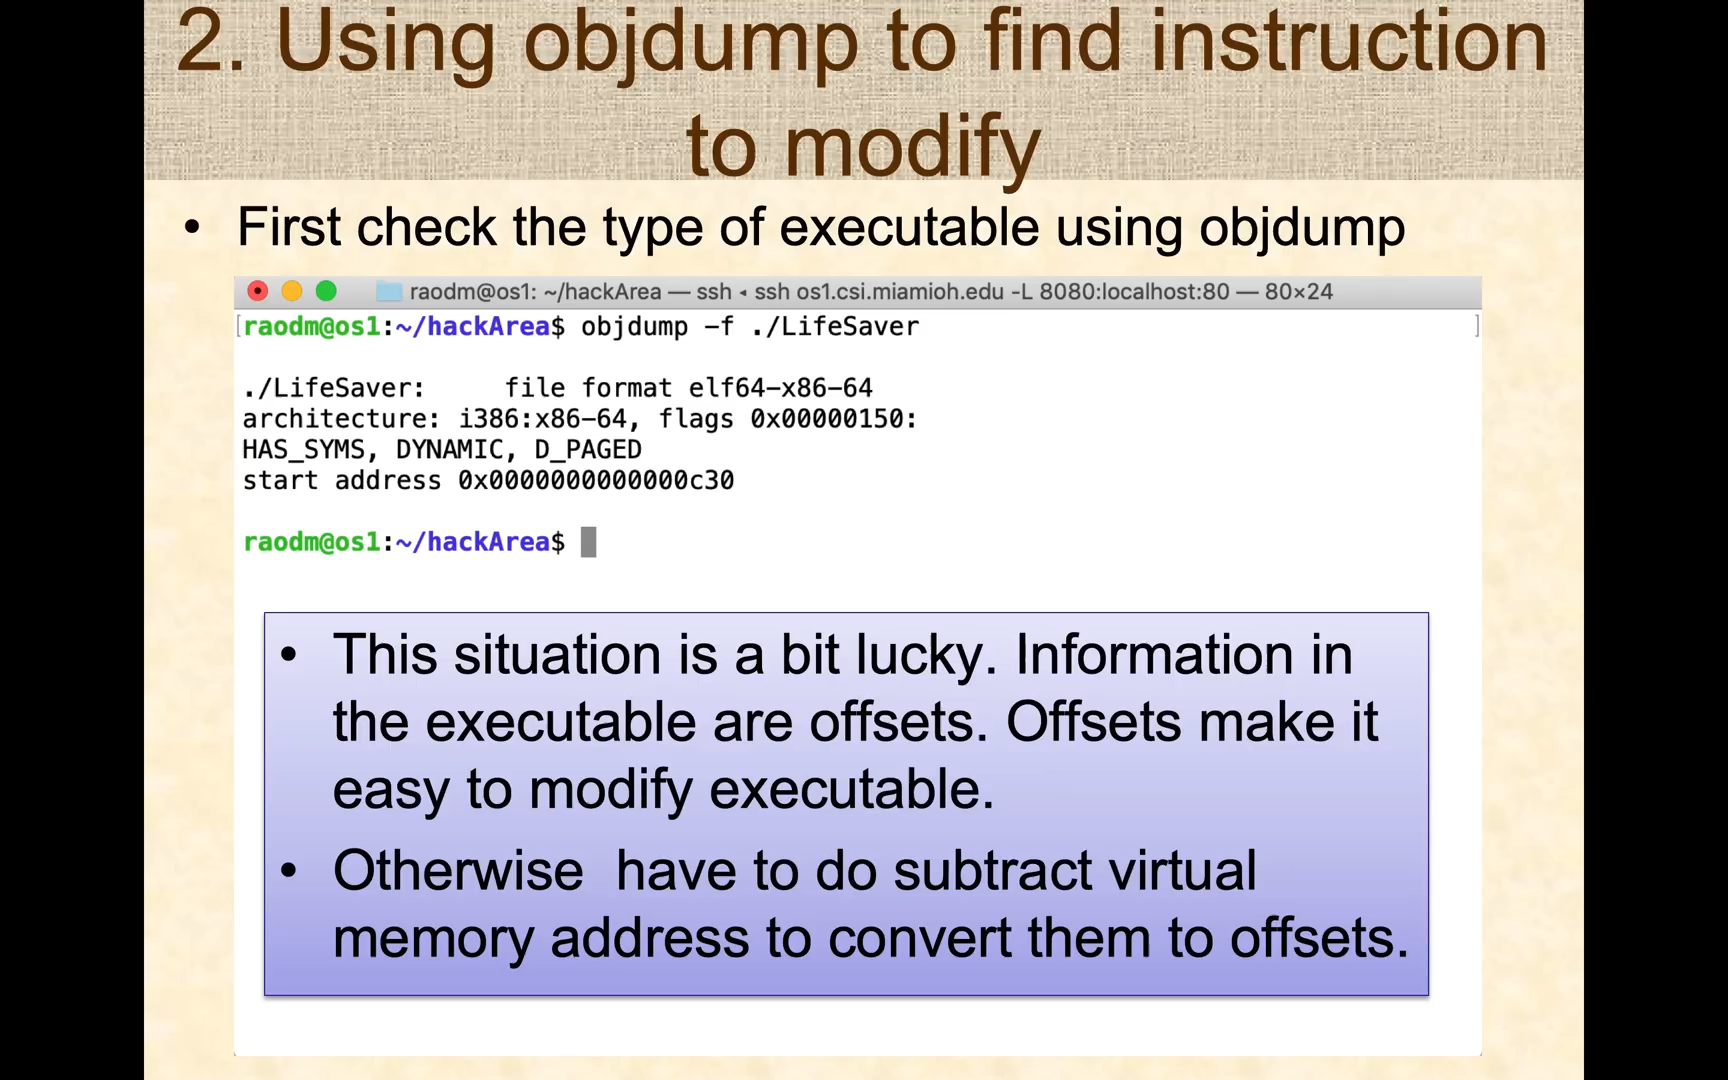 2. Using objdump to find instruction
to modify
• First check the type of executable using objdump
raodm@os1: ~/hackArea — ssh ◂ ssh os1.csi.miamioh.edu -L 8080:localhost:80 — 80×24
[raodm@os1:~/hackArea$ objdump -f ./LifeSaver ]
./LifeSaver:     file format elf64-x86-64
architecture: i386:x86-64, flags 0x00000150:
HAS_SYMS, DYNAMIC, D_PAGED
start address 0x0000000000000c30
raodm@os1:~/hackArea$
• This situation is a bit lucky. Information in
the executable are offsets. Offsets make it
easy to modify executable.
• Otherwise  have to do subtract virtual
memory address to convert them to offsets.